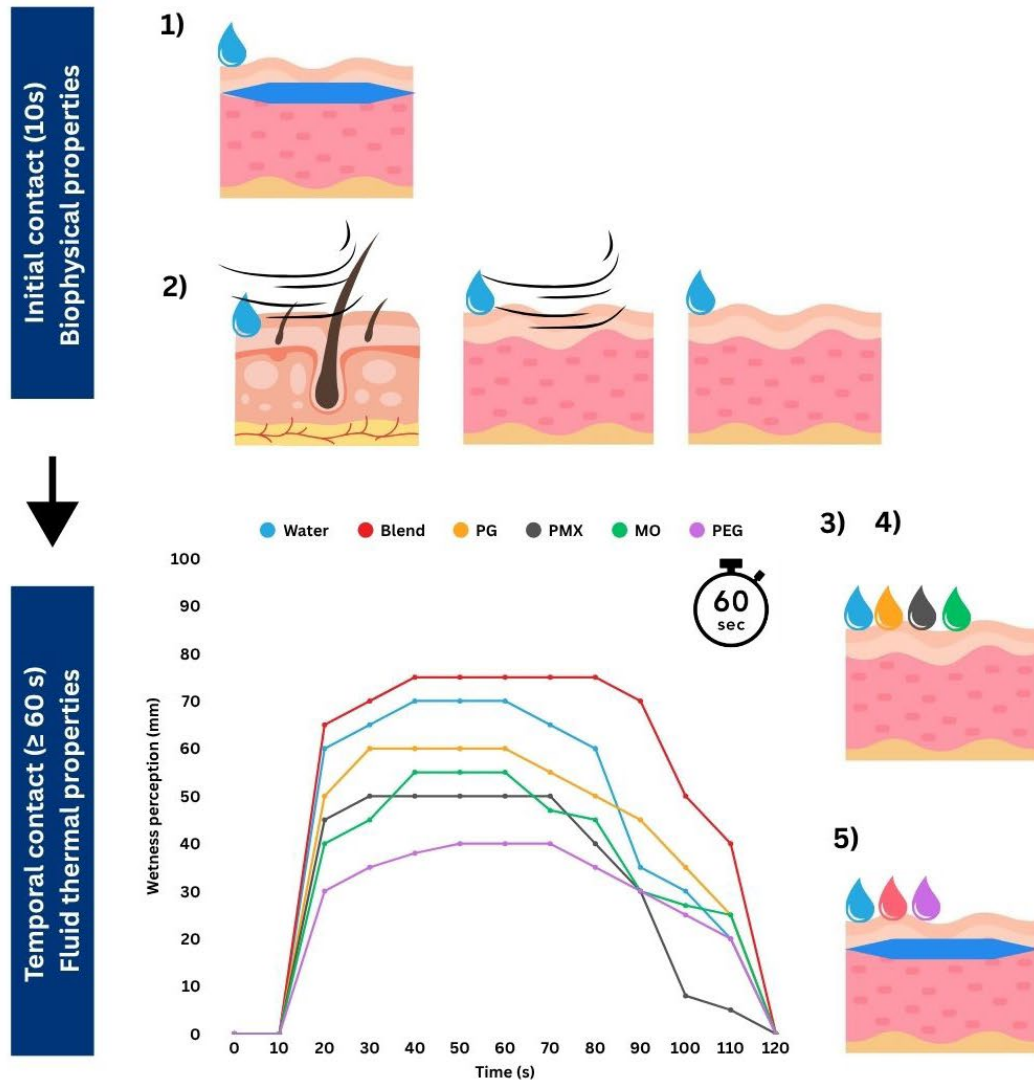 Initial contact (10s)
Biophysical properties
1)
2)
Temporal contact (≥ 60 s)
Fluid thermal properties
Water Blend PG PMX MO PEG
3) 4)
60
sec
100
90
80
70
60
50
40
30
20
10
0
Wetness perception (mm)
0 10 20 30 40 50 60 70 80 90 100 110 120
Time (s)
5)